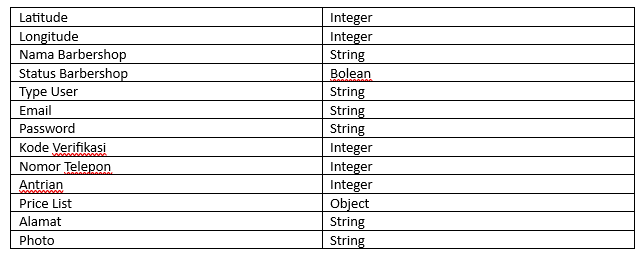 Latitude Integer
Longitude Integer
Nama Barbershop String
Status Barbershop Bolean
Type User String
Email String
Password String
Kode Verifikasi Integer
Nomor Telepon Integer
Antrian Integer
Price List Object
Alamat String
Photo String